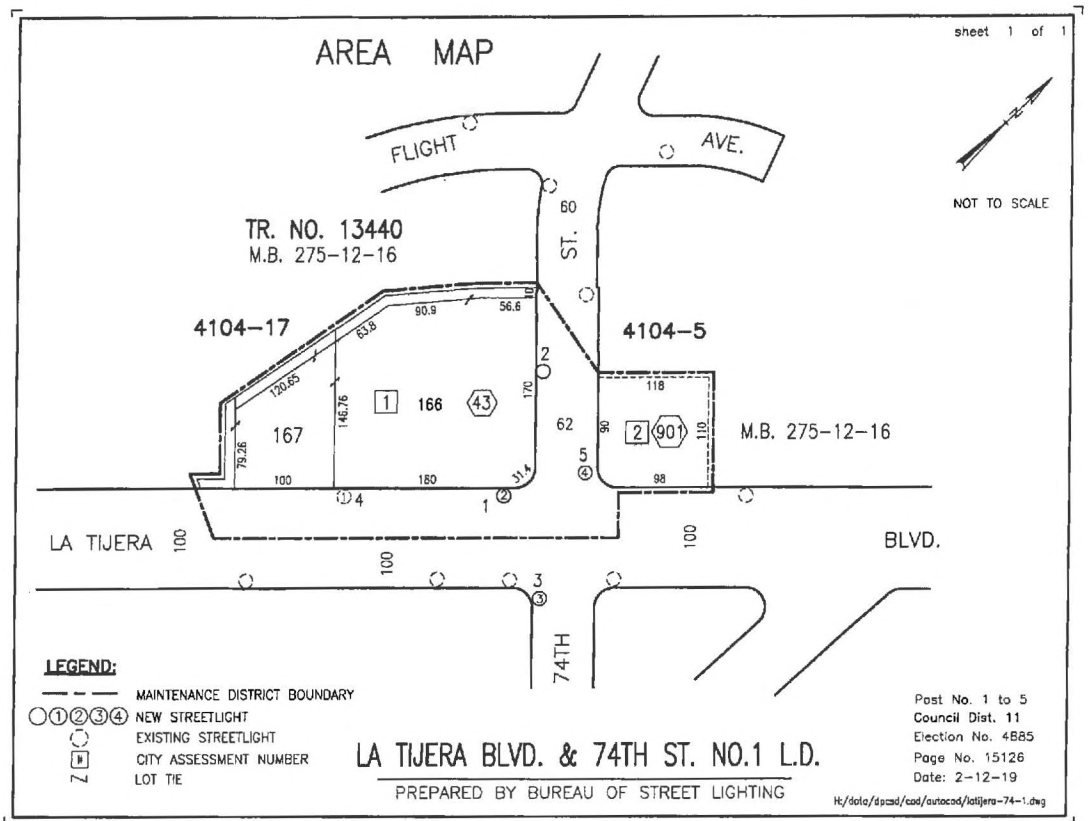 sheet 1 of 1
AREA MAP
FLIGHT AVE.
N
NOT TO SCALE
60
ST.
TR. NO. 13440
M.B. 275-12-16
4104-17
4104-5
90.9
56.6
10
63.8
120.65
146.76
79.26
170
2
1
166
43
167
62
118
90
2
901
110
M.B. 275-12-16
5
4
100
180
31.4
98
1
4
1
2
LA TIJERA
100
100
100
BLVD.
3
3
74TH
LEGEND:
MAINTENANCE DISTRICT BOUNDARY
1 2 3 4 NEW STREETLIGHT
EXISTING STREETLIGHT
# CITY ASSESSMENT NUMBER
LOT TIE
LA TIJERA BLVD. & 74TH ST. NO.1 L.D.
PREPARED BY BUREAU OF STREET LIGHTING
Post No. 1 to 5
Council Dist. 11
Election No. 4885
Page No. 15126
Date: 2-12-19
H:/data/dpcsd/cad/autocad/latijera-74-1.dwg